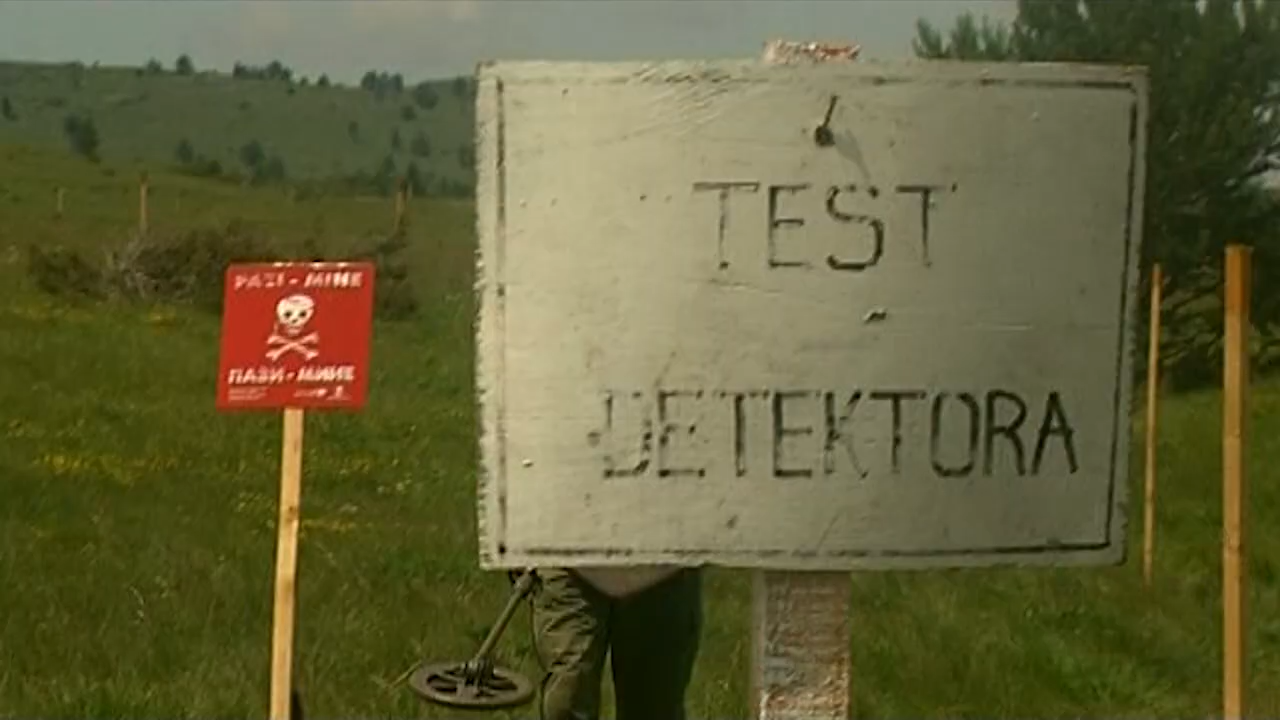 PAZI - MINE
ПАЗИ - МИНЕ
TEST
DETEKTORA